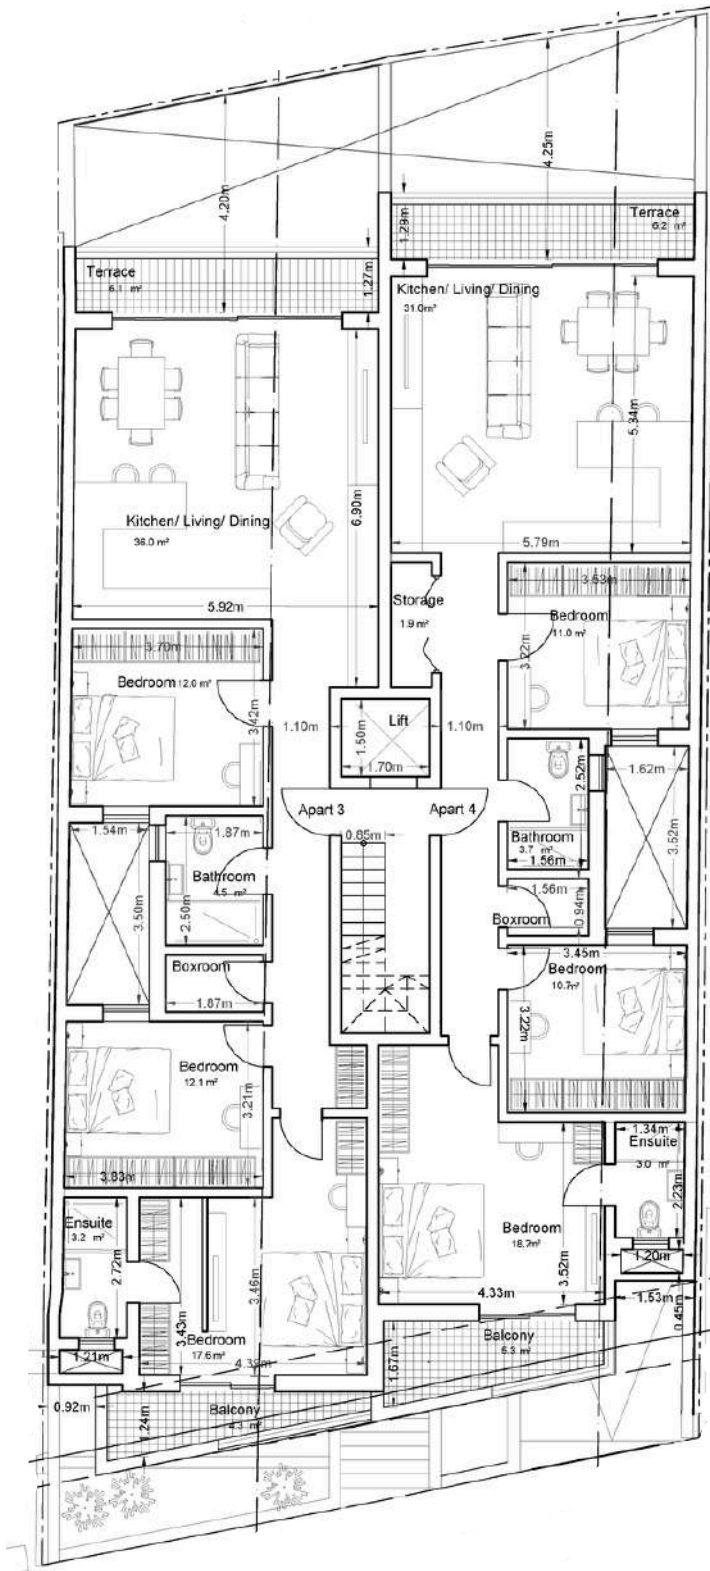 4.25m
4.20m
1.29m
Terrace
6.2 m²
Terrace
6.1 m²
1.27m
Kitchen/ Living/ Dining
31.0m²
5.34m
6.90m
Kitchen/ Living/ Dining
36.0 m²
5.79m
5.92m
3.53m
Storage
1.9 m²
Bedroom
11.0 m²
3.22m
3.70m
Bedroom 12.0 m²
3.42m
1.10m
Lift
1.50m
1.70m
1.10m
2.52m
1.62m
Apart 3
Apart 4
0.85m
1.54m
1.87m
Bathroom
3.7 m²
1.56m
3.52m
Bathroom
4.5 m²
2.50m
3.50m
1.56m
0.94m
Boxroom
Boxroom
1.87m
3.45m
Bedroom
10.7m²
3.22m
Bedroom
12.1m²
3.21m
3.83m
1.34m
Ensuite
3.0 m²
2.23m
Ensuite
3.2 m²
2.72m
Bedroom
18.7m²
3.52m
1.20m
4.33m
1.53m
0.45m
3.46m
3.43m
Bedroom
17.6m²
1.21m
Balcony
6.3 m²
1.67m
0.92m
1.24m
Balcony
4.3 m²